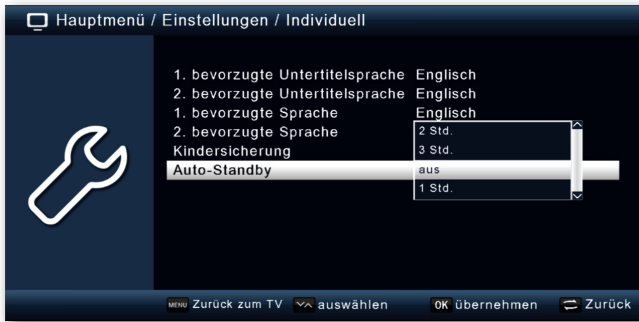 Hauptmenü / Einstellungen / Individuell
1. bevorzugte Untertitelsprache Englisch
2. bevorzugte Untertitelsprache Englisch
1. bevorzugte Sprache Englisch
2. bevorzugte Sprache
2 Std.
Kindersicherung
3 Std.
Auto-Standby aus
1 Std.
MENU Zurück zum TV auswählen OK übernehmen Zurück